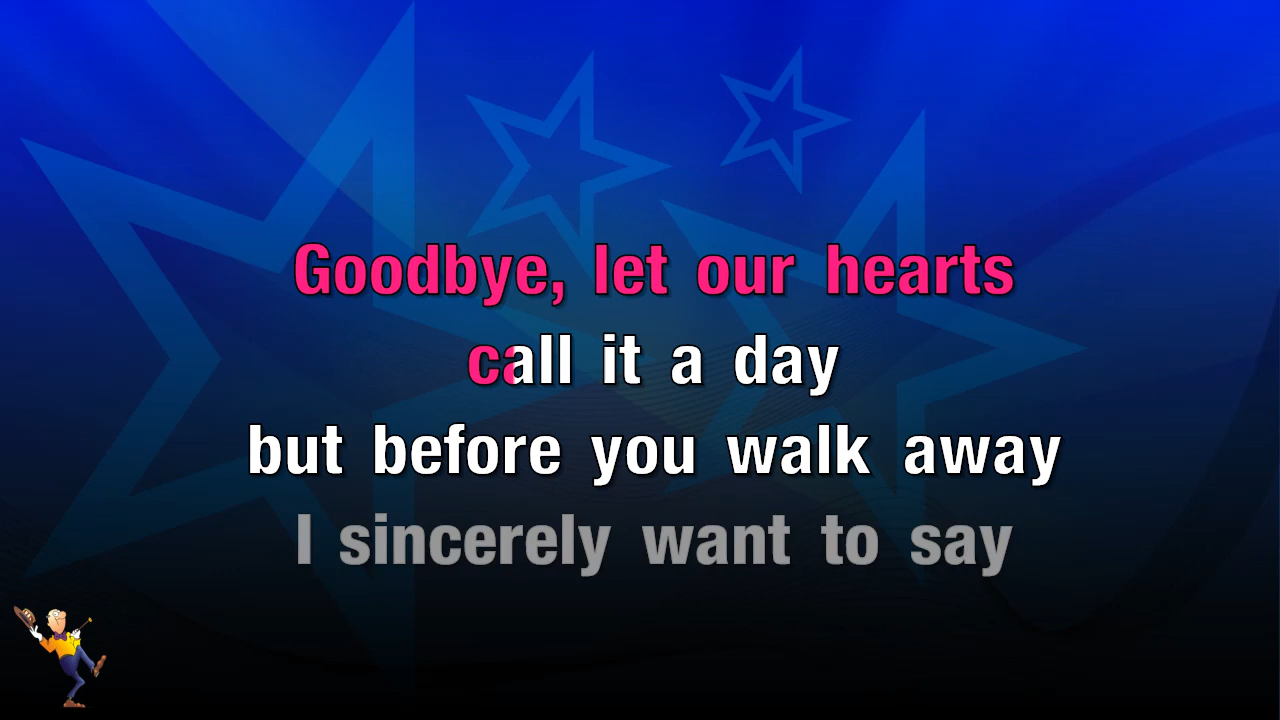 Goodbye, let our hearts
call it a day
but before you walk away
I sincerely want to say